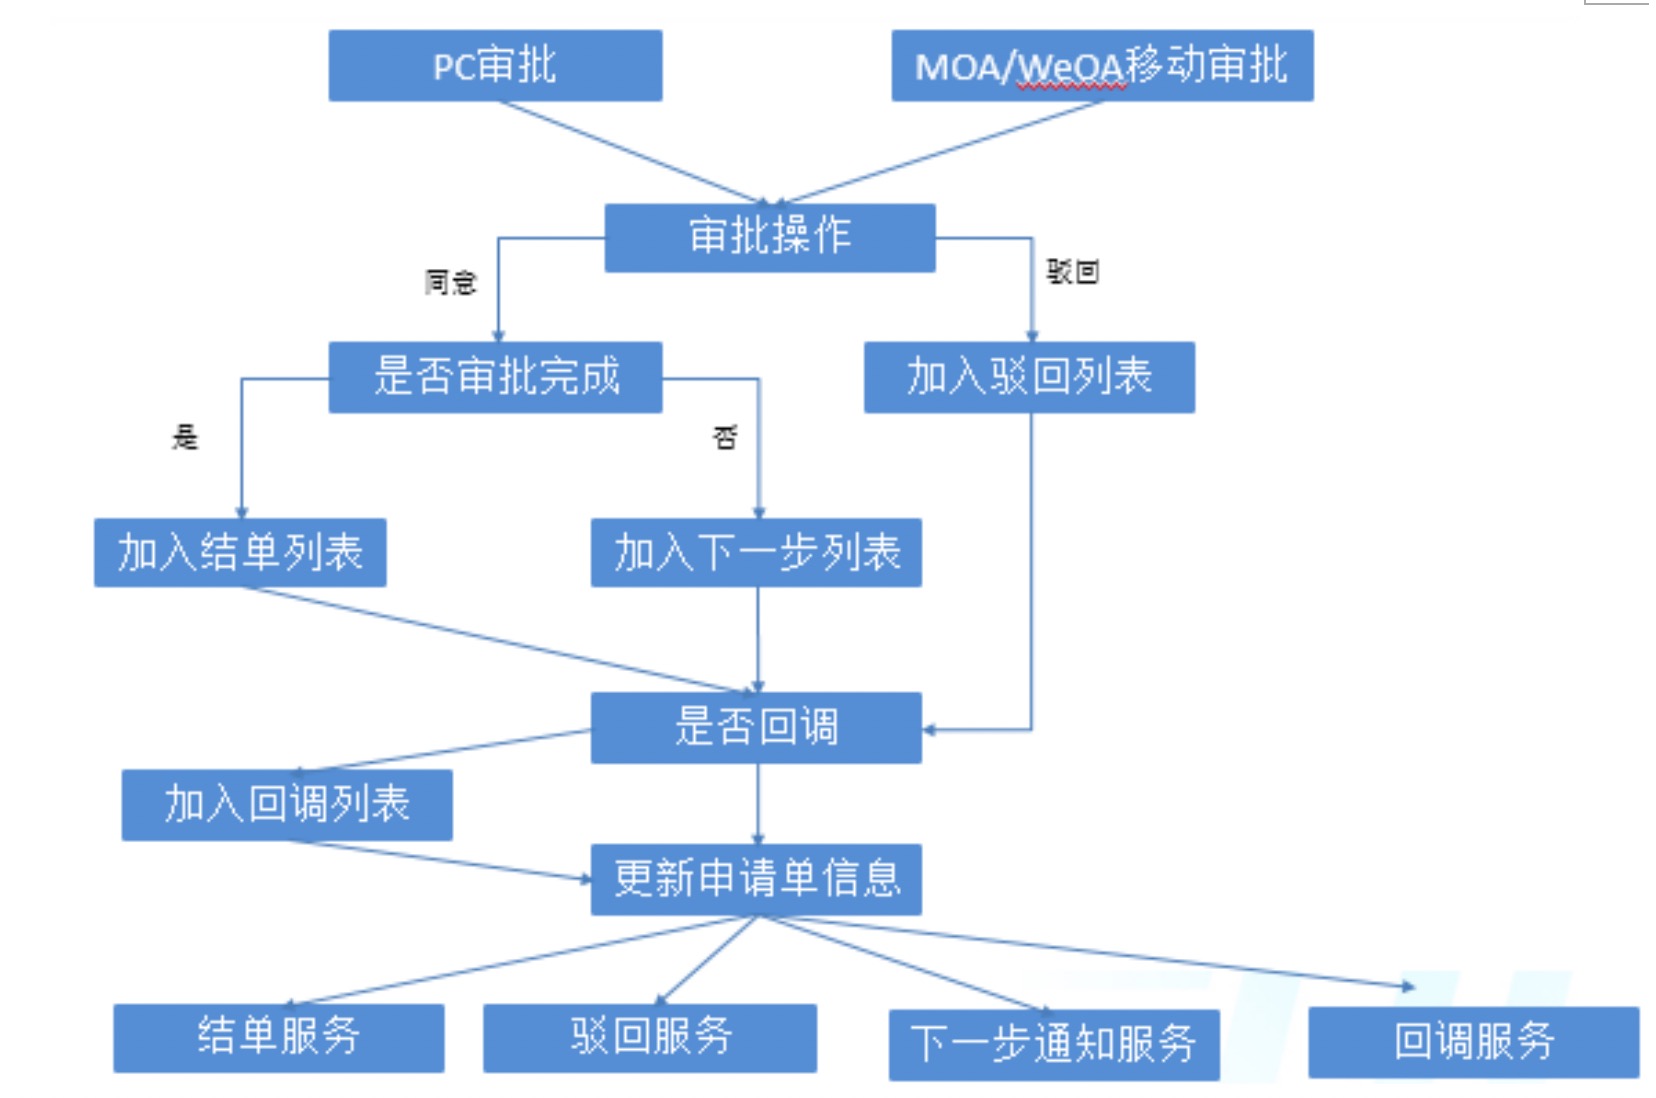 PC审批
MOA/WeOA移动审批
审批操作
同意
驳回
是否审批完成
加入驳回列表
是
否
加入结单列表
加入下一步列表
是否回调
加入回调列表
更新申请单信息
结单服务
驳回服务
下一步通知服务
回调服务